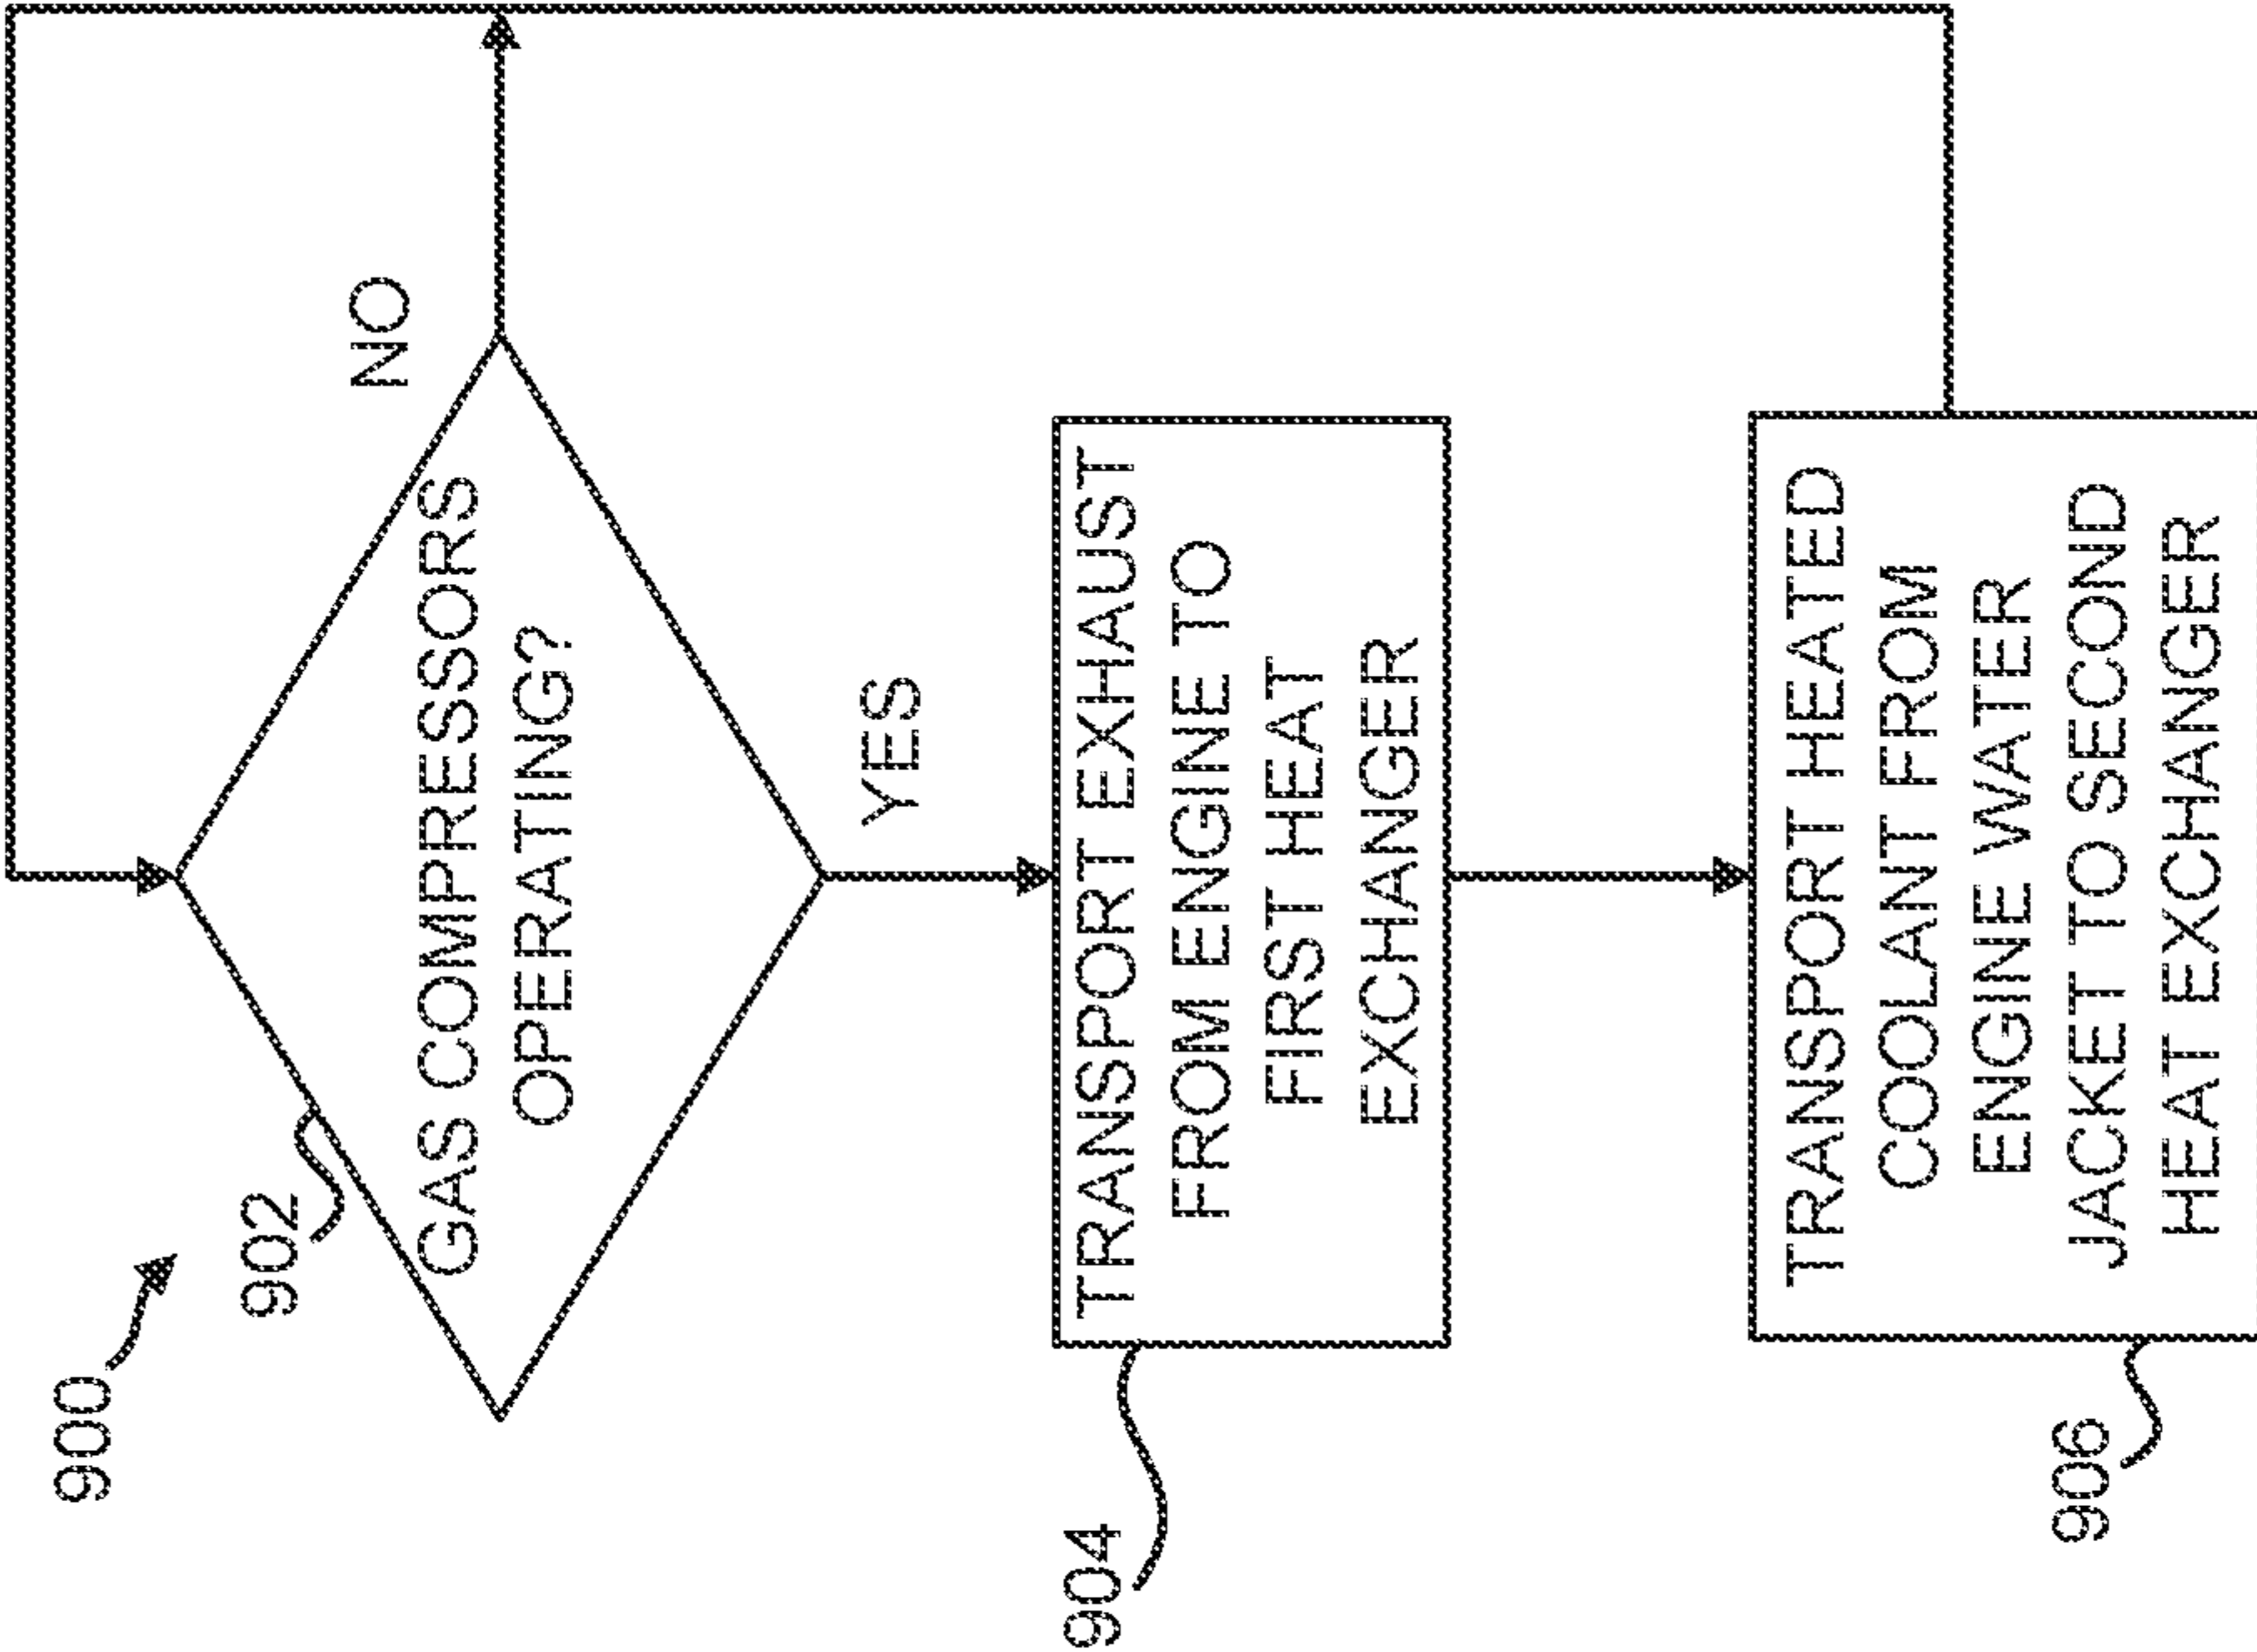 900
902
GAS COMPRESSORS
OPERATING?
NO
YES
904
TRANSPORT EXHAUST
FROM ENGINE TO
FIRST HEAT
EXCHANGER
906
TRANSPORT HEATED
COOLANT FROM
ENGINE WATER
JACKET TO SECOND
HEAT EXCHANGER